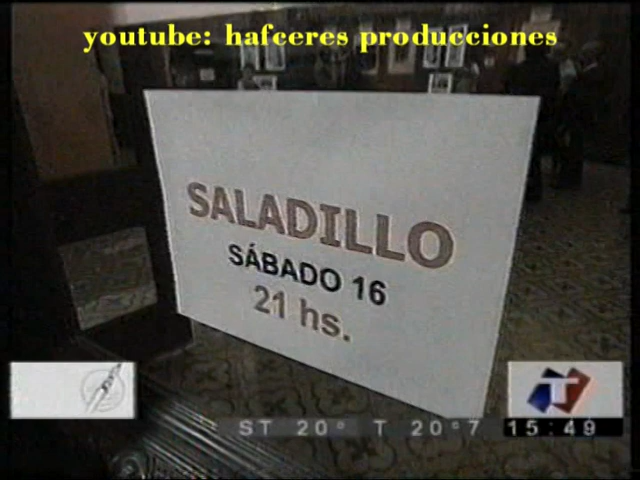 youtube: hafceres producciones
SALADILLO
SÁBADO 16
21 hs.
T
ST 20° T 20°7 15:49